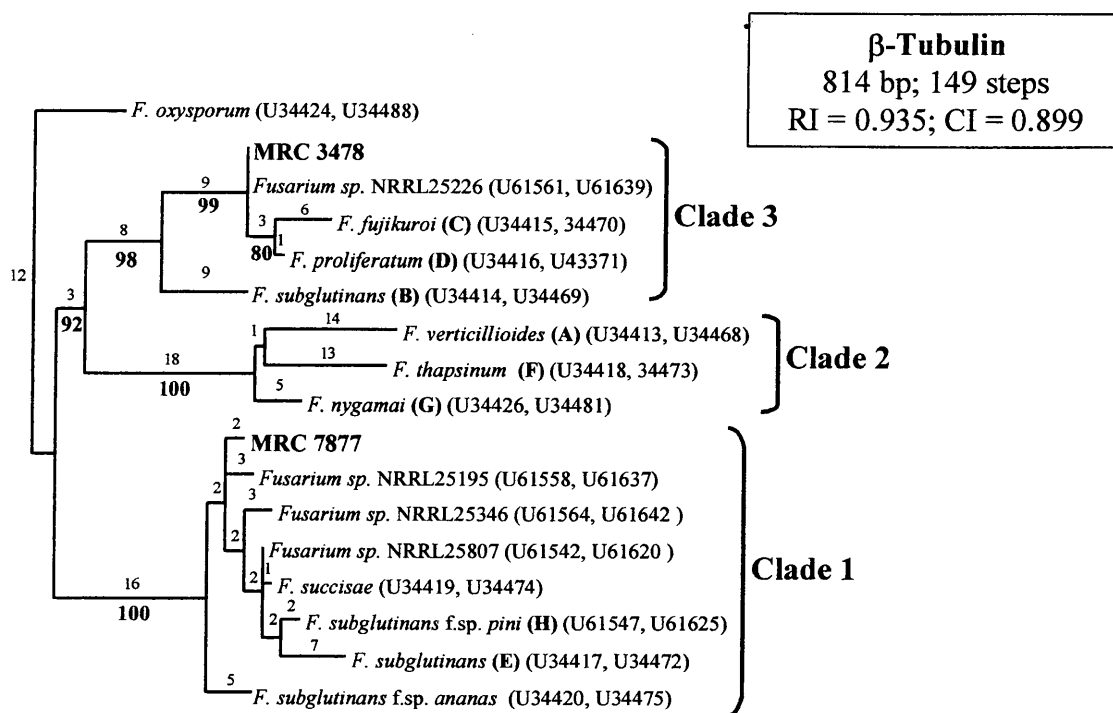 β-Tubulin
814 bp; 149 steps
RI = 0.935; CI = 0.899
F. oxysporum (U34424, U34488)
12
MRC 3478
9
99
Fusarium sp. NRRL25226 (U61561, U61639)
Clade 3
3
6
F. fujikuroi (C) (U34415, 34470)
8
98
1
80
F. proliferatum (D) (U34416, U43371)
9
F. subglutinans (B) (U34414, U34469)
3
92
1
14
F. verticillioides (A) (U34413, U34468)
13
F. thapsinum (F) (U34418, 34473)
Clade 2
18
100
5
F. nygamai (G) (U34426, U34481)
2
MRC 7877
3
Fusarium sp. NRRL25195 (U61558, U61637)
2
3
Fusarium sp. NRRL25346 (U61564, U61642 )
2
Fusarium sp. NRRL25807 (U61542, U61620 )
Clade 1
2
1
F. succisae (U34419, U34474)
16
100
2
2
F. subglutinans f.sp. pini (H) (U61547, U61625)
7
F. subglutinans (E) (U34417, U34472)
5
F. subglutinans f.sp. ananas (U34420, U34475)